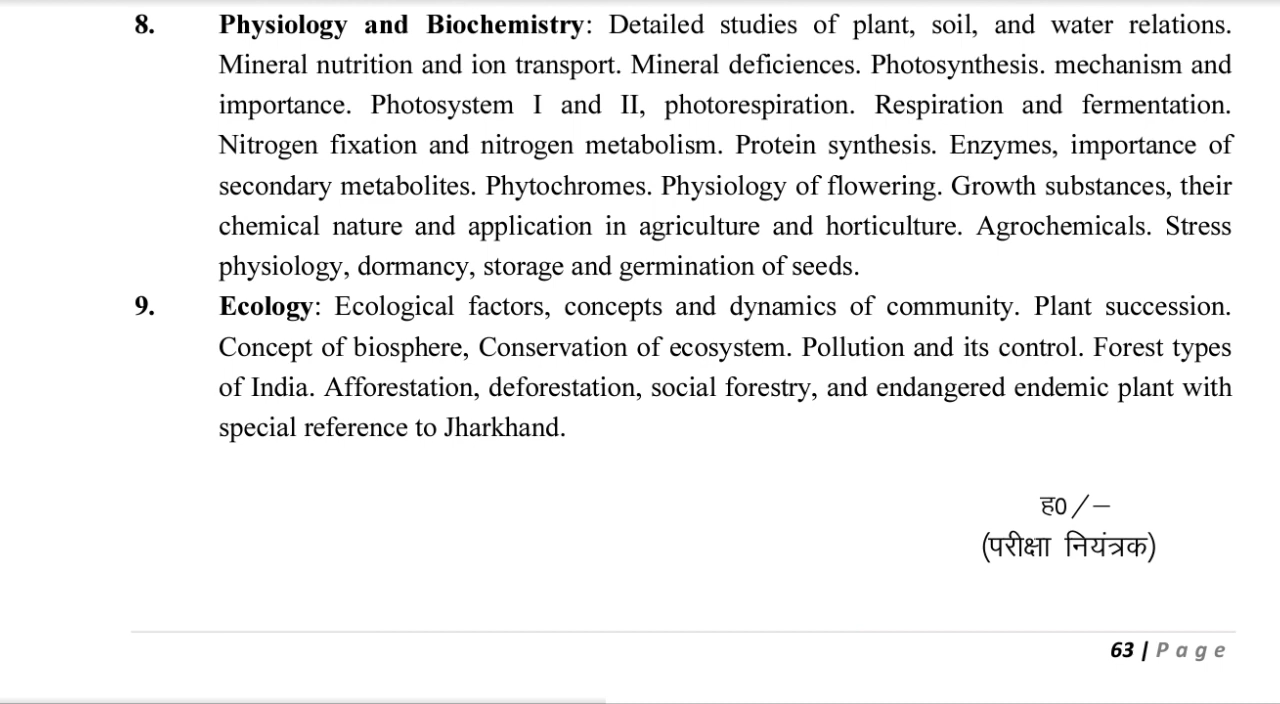 8. Physiology and Biochemistry: Detailed studies of plant, soil, and water relations.
Mineral nutrition and ion transport. Mineral deficiences. Photosynthesis. mechanism and
importance. Photosystem I and II, photorespiration. Respiration and fermentation.
Nitrogen fixation and nitrogen metabolism. Protein synthesis. Enzymes, importance of
secondary metabolites. Phytochromes. Physiology of flowering. Growth substances, their
chemical nature and application in agriculture and horticulture. Agrochemicals. Stress
physiology, dormancy, storage and germination of seeds.
9. Ecology: Ecological factors, concepts and dynamics of community. Plant succession.
Concept of biosphere, Conservation of ecosystem. Pollution and its control. Forest types
of India. Afforestation, deforestation, social forestry, and endangered endemic plant with
special reference to Jharkhand.
ह0/–
(परीक्षा नियंत्रक)
63 | Page